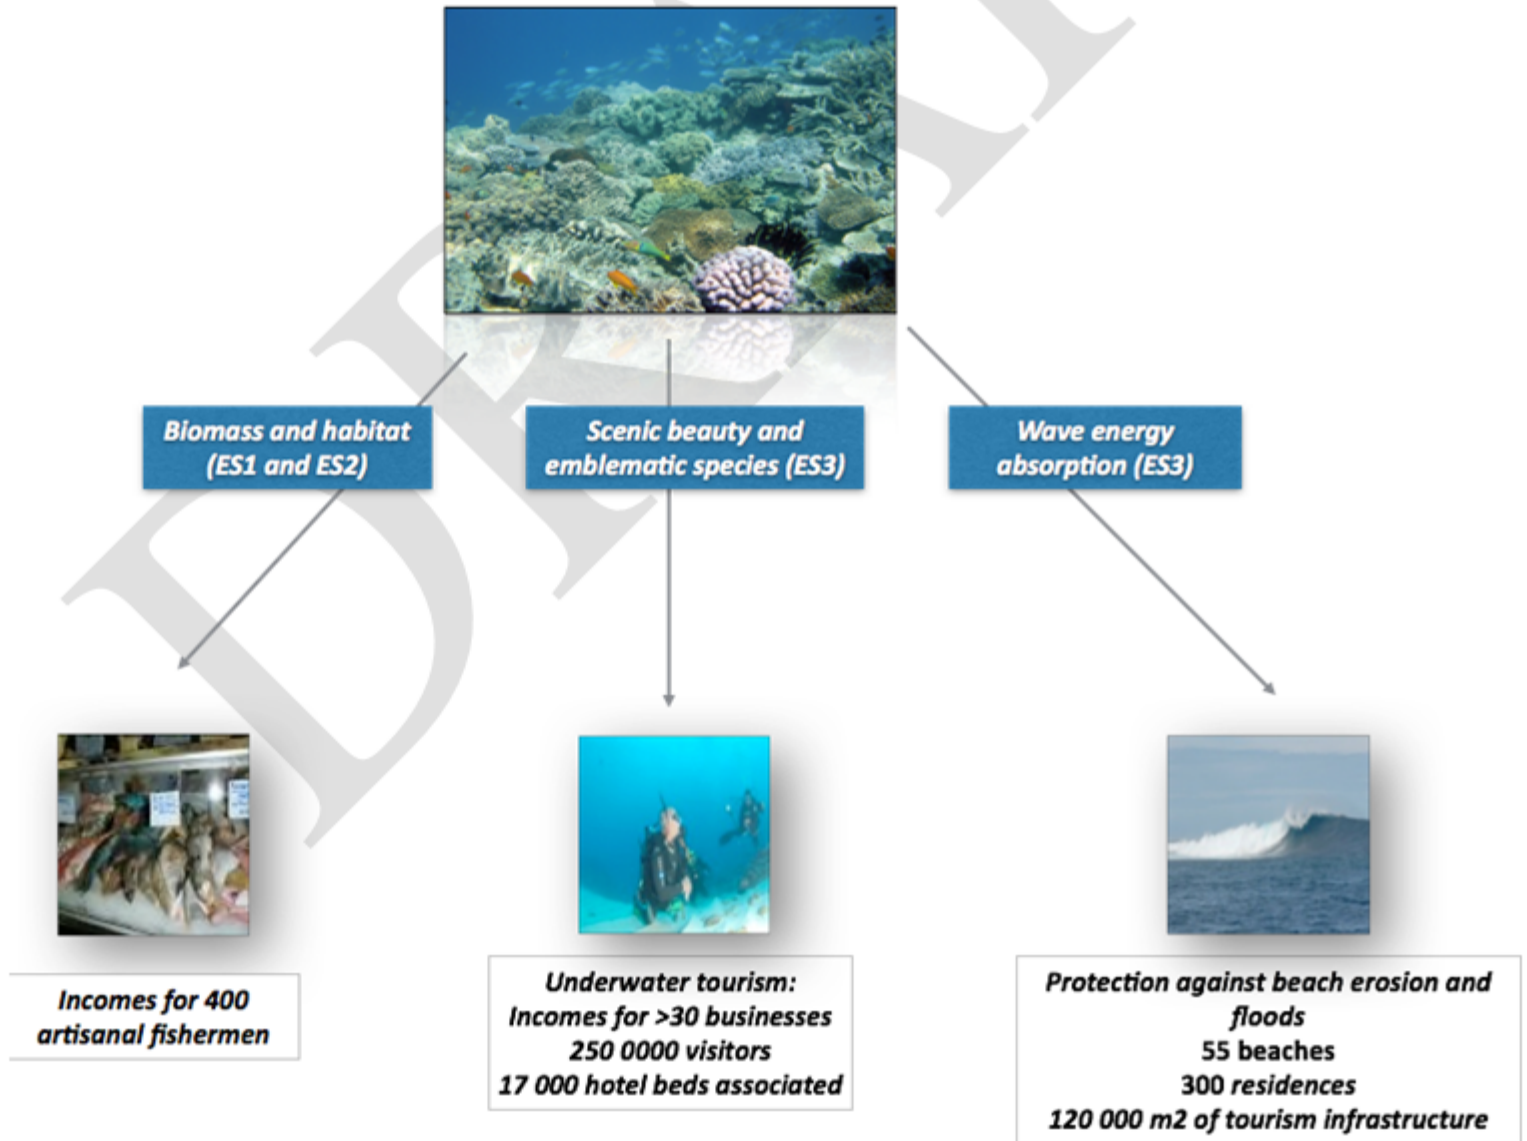 Biomass and habitat
(ES1 and ES2)
Scenic beauty and
emblematic species (ES3)
Wave energy
absorption (ES3)
Incomes for 400
artisanal fishermen
Underwater tourism:
Incomes for >30 businesses
250 0000 visitors
17 000 hotel beds associated
Protection against beach erosion and
floods
55 beaches
300 residences
120 000 m2 of tourism infrastructure